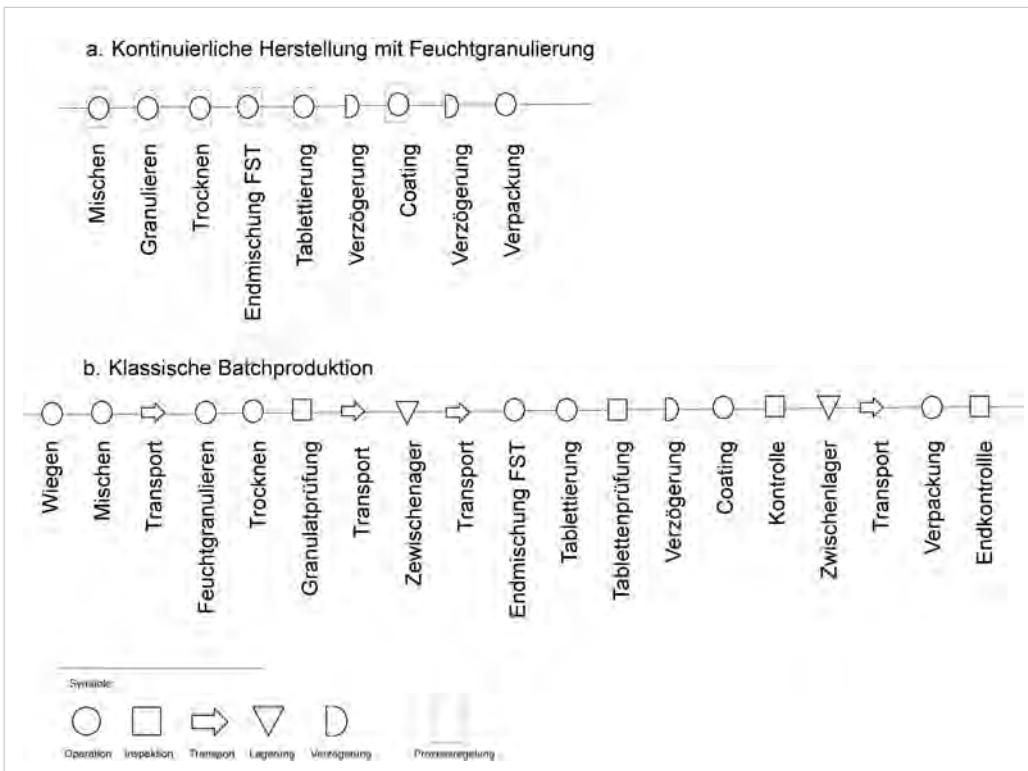 a. Kontinuierliche Herstellung mit Feuchtgranulierung
Mischen
Granulieren
Trocknen
Endmischung FST
Tablettierung
Verzögerung
Coating
Verzögerung
Verpackung
b. Klassische Batchproduktion
Wiegen
Mischen
Transport
Feuchtgranulieren
Trocknen
Granulatprüfung
Transport
Zewischenager
Transport
Endmischung FST
Tablettierung
Tablettenprüfung
Verzögerung
Coating
Kontrolle
Zwischenlager
Transport
Verpackung
Endkontrollle
Symbole:
Operation
Inspektion
Transport
Lagerung
Verzögerung
Prozessregelung